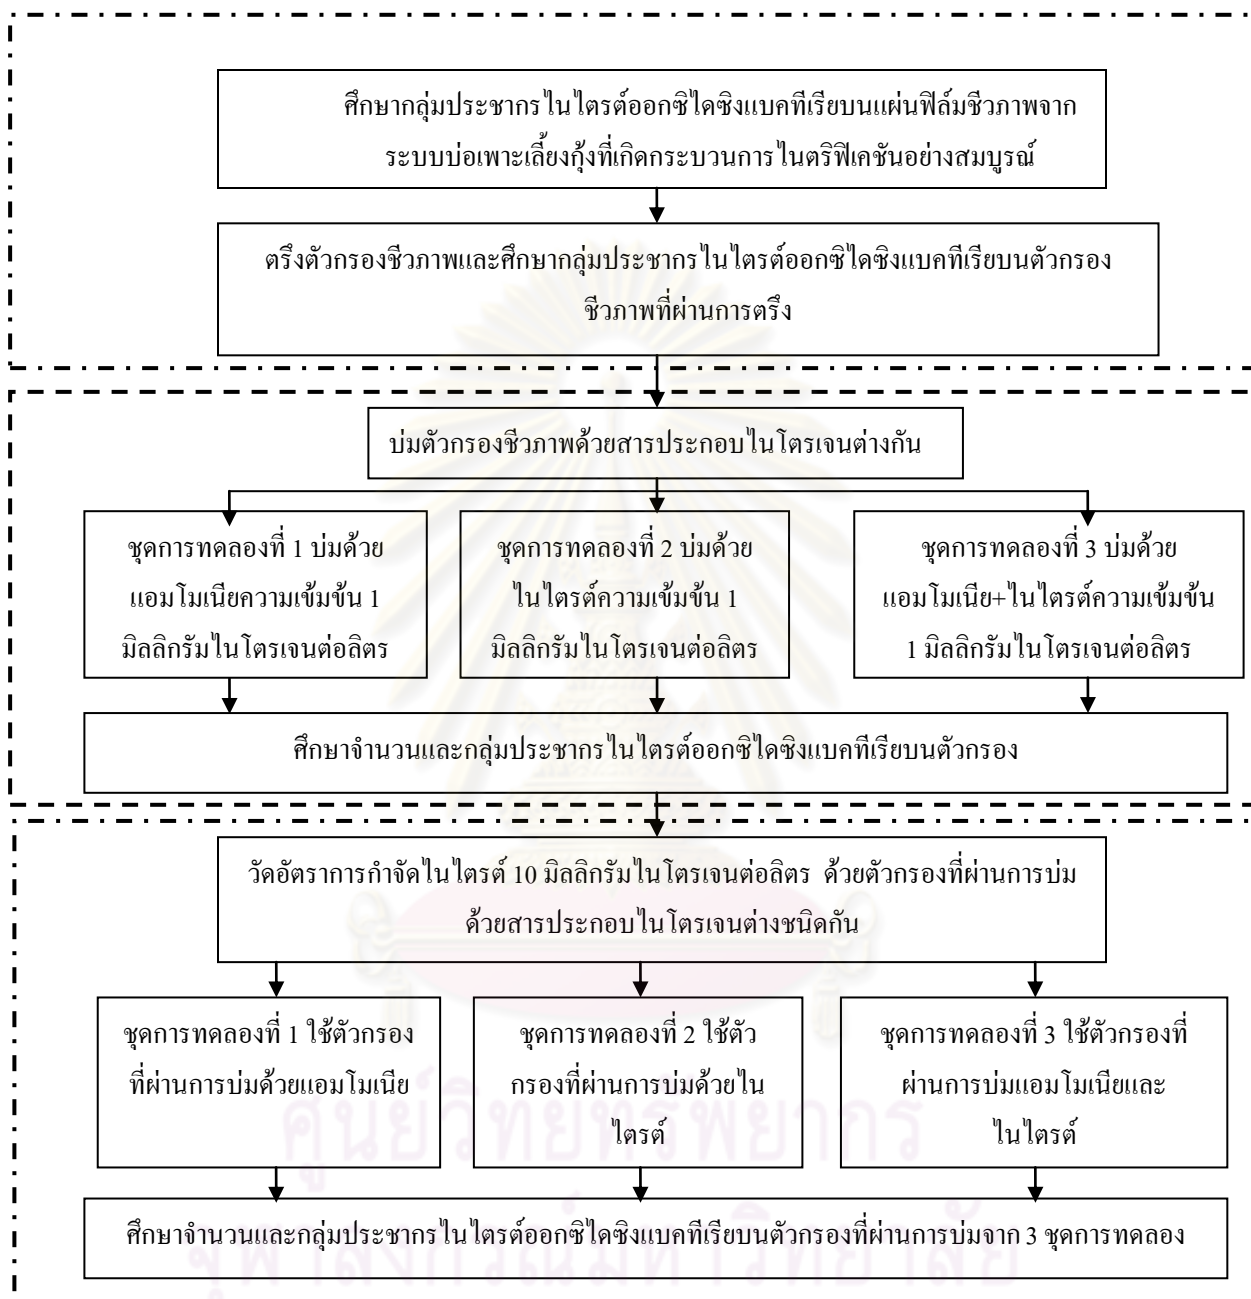 ศึกษากลุ่มประชากรไนไตรต์ออกซิไดซิงแบคทีเรียบนแผ่นฟิล์มชีวภาพจาก
ระบบบ่อเพาะเลี้ยงกุ้งที่เกิดกระบวนการไนตริฟิเคชันอย่างสมบูรณ์
ตรึงตัวกรองชีวภาพและศึกษากลุ่มประชากรไนไตรต์ออกซิไดซิงแบคทีเรียบนตัวกรอง
ชีวภาพที่ผ่านการตรึง
บ่มตัวกรองชีวภาพด้วยสารประกอบไนโตรเจนต่างกัน
ชุดการทดลองที่ 1 บ่มด้วย
แอมโมเนียความเข้มข้น 1
มิลลิกรัมไนโตรเจนต่อลิตร
ชุดการทดลองที่ 2 บ่มด้วย
ไนไตรต์ความเข้มข้น 1
มิลลิกรัมไนโตรเจนต่อลิตร
ชุดการทดลองที่ 3 บ่มด้วย
แอมโมเนีย+ไนไตรต์ความเข้มข้น
1 มิลลิกรัมไนโตรเจนต่อลิตร
ศึกษาจำนวนและกลุ่มประชากรไนไตรต์ออกซิไดซิงแบคทีเรียบนตัวกรอง
วัดอัตราการกำจัดไนไตรต์ 10 มิลลิกรัมไนโตรเจนต่อลิตร ด้วยตัวกรองที่ผ่านการบ่ม
ด้วยสารประกอบไนโตรเจนต่างชนิดกัน
ชุดการทดลองที่ 1 ใช้ตัวกรอง
ที่ผ่านการบ่มด้วยแอมโมเนีย
ชุดการทดลองที่ 2 ใช้ตัว
กรองที่ผ่านการบ่มด้วยไน
ไตรต์
ชุดการทดลองที่ 3 ใช้ตัวกรองที่
ผ่านการบ่มแอมโมเนียและ
ไนไตรต์
ศูนย์วิทยทรัพยากร
ศึกษาจำนวนและกลุ่มประชากรไนไตรต์ออกซิไดซิงแบคทีเรียบนตัวกรองที่ผ่านการบ่มจาก 3 ชุดการทดลอง
จุฬาลงกรณ์มหาวิทยาลัย